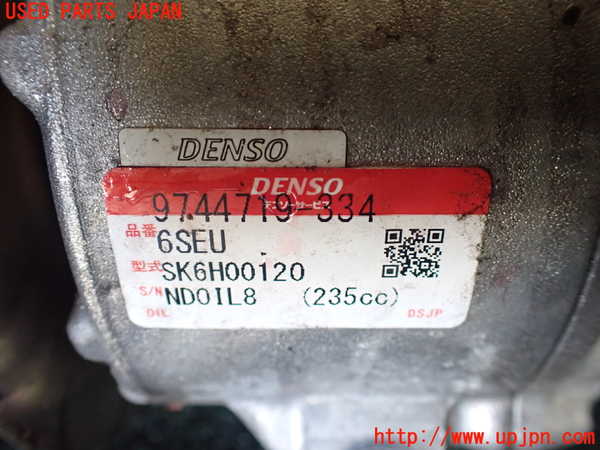 USED PARTS JAPAN
DENSO
DENSO
デンソーサービス
9744719-334
品番 6SEU
型式 SK6H00120
S/N NDOIL8 (235cc)
OIL DSJP
http://www.upjpn.com/